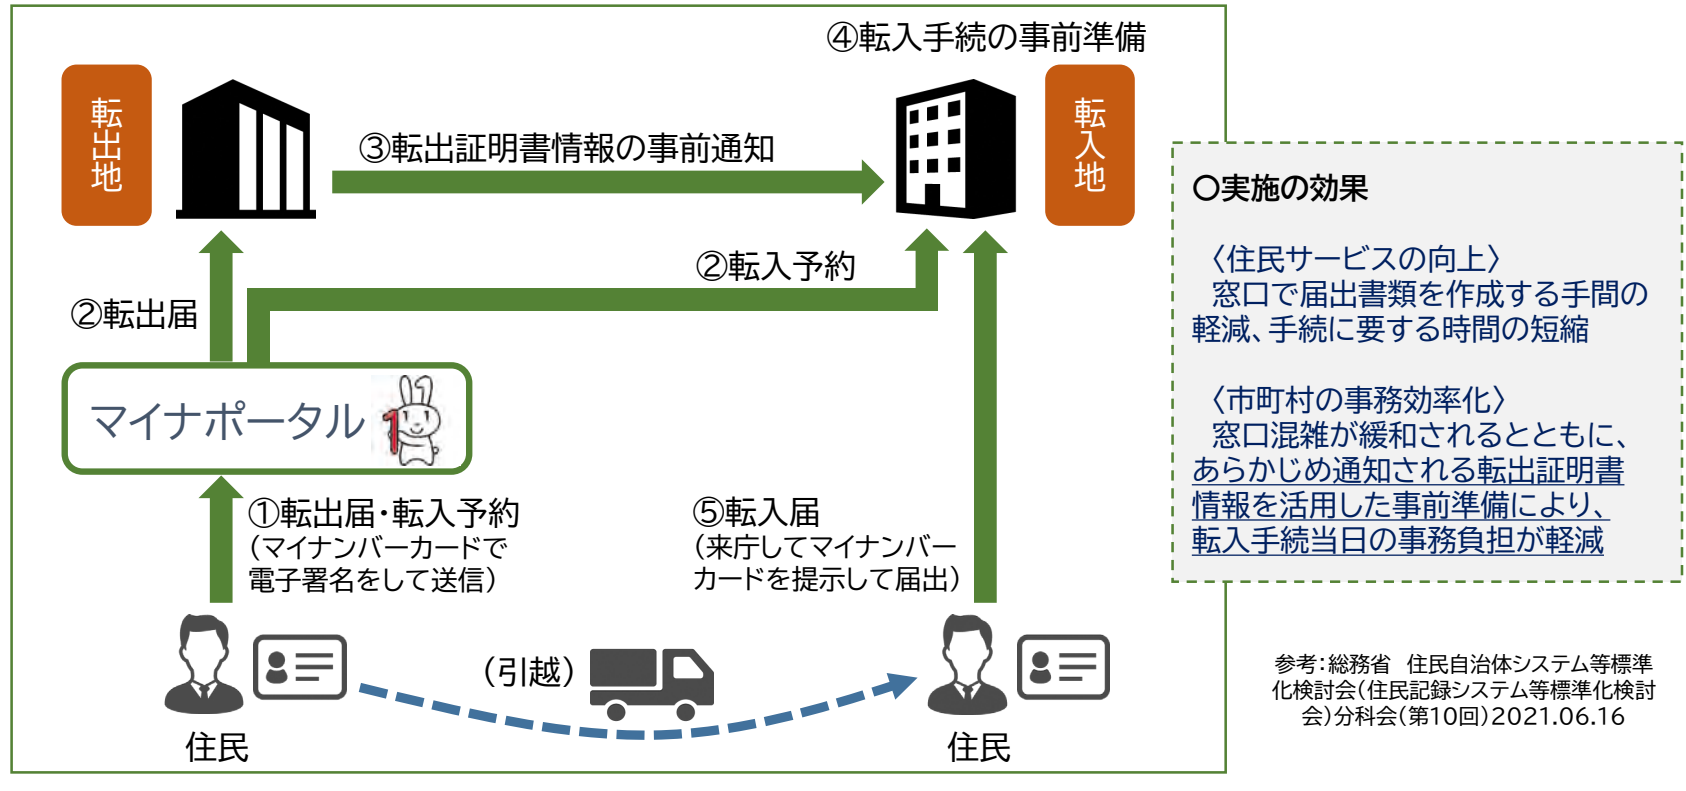 ④転入手続の事前準備
転出地
転入地
③転出証明書情報の事前通知
②転入予約
②転出届
マイナポータル
1
①転出届・転入予約
（マイナンバーカードで
電子署名をして送信）
⑤転入届
（来庁してマイナンバー
カードを提示して届出）
（引越）
住民
住民
〇実施の効果
〈住民サービスの向上〉
窓口で届出書類を作成する手間の
軽減、手続に要する時間の短縮
〈市町村の事務効率化〉
窓口混雑が緩和されるとともに、
あらかじめ通知される転出証明書
情報を活用した事前準備により、
転入手続当日の事務負担が軽減
参考：総務省　住民自治体システム等標準
化検討会（住民記録システム等標準化検討
会）分科会（第10回）2021.06.16